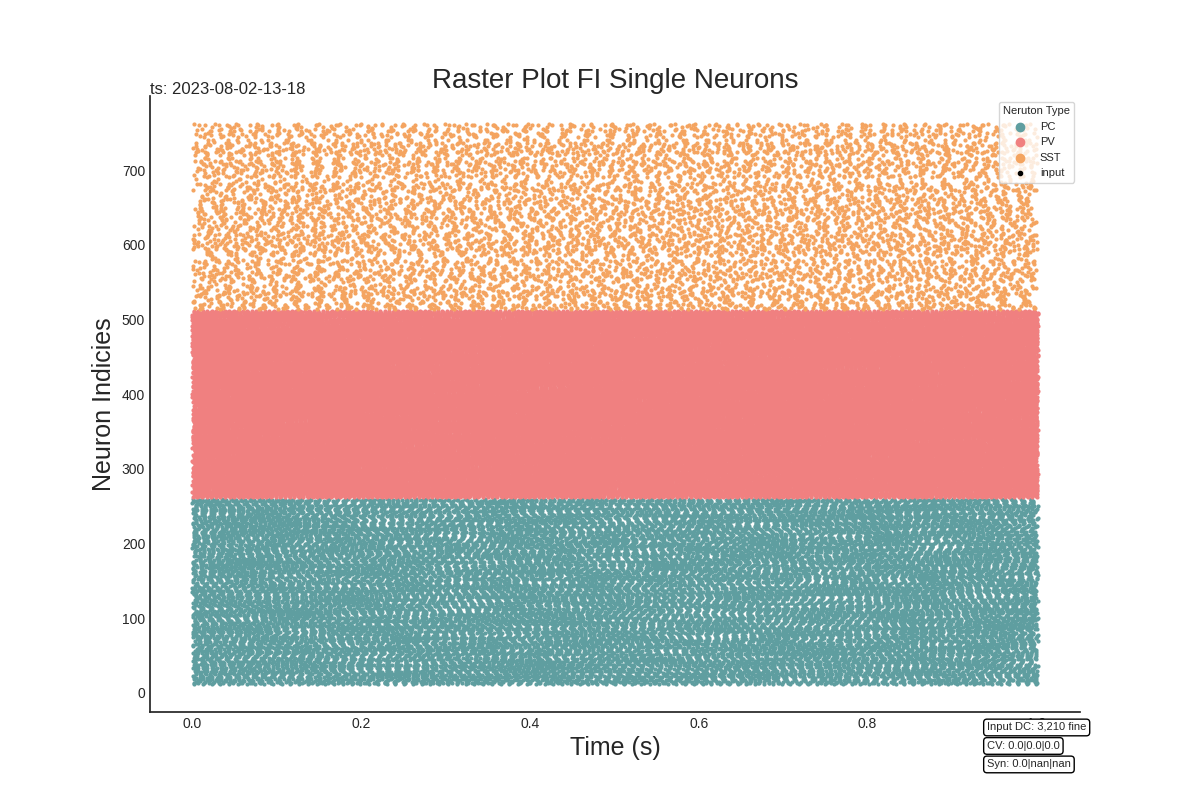 Raster Plot FI Single Neurons
ts: 2023-08-02-13-18
Neruton Type
PC
PV
SST
input
Neuron Indicies
700
600
500
400
300
200
100
0
0.0 0.2 0.4 0.6 0.8
Time (s)
Input DC: 3,210 fine
CV: 0.0|0.0|0.0
Syn: 0.0|nan|nan